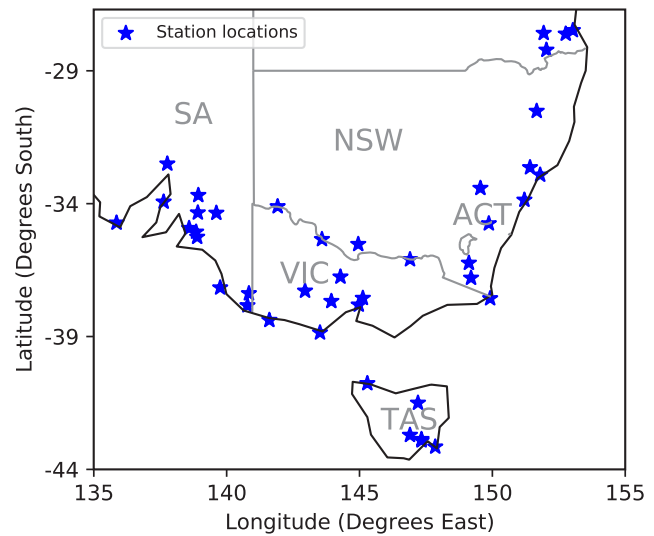 Station locations
-29
-34
-39
-44
Latitude (Degrees South)
SA
NSW
ACT
VIC
TAS
135
140
145
150
155
Longitude (Degrees East)